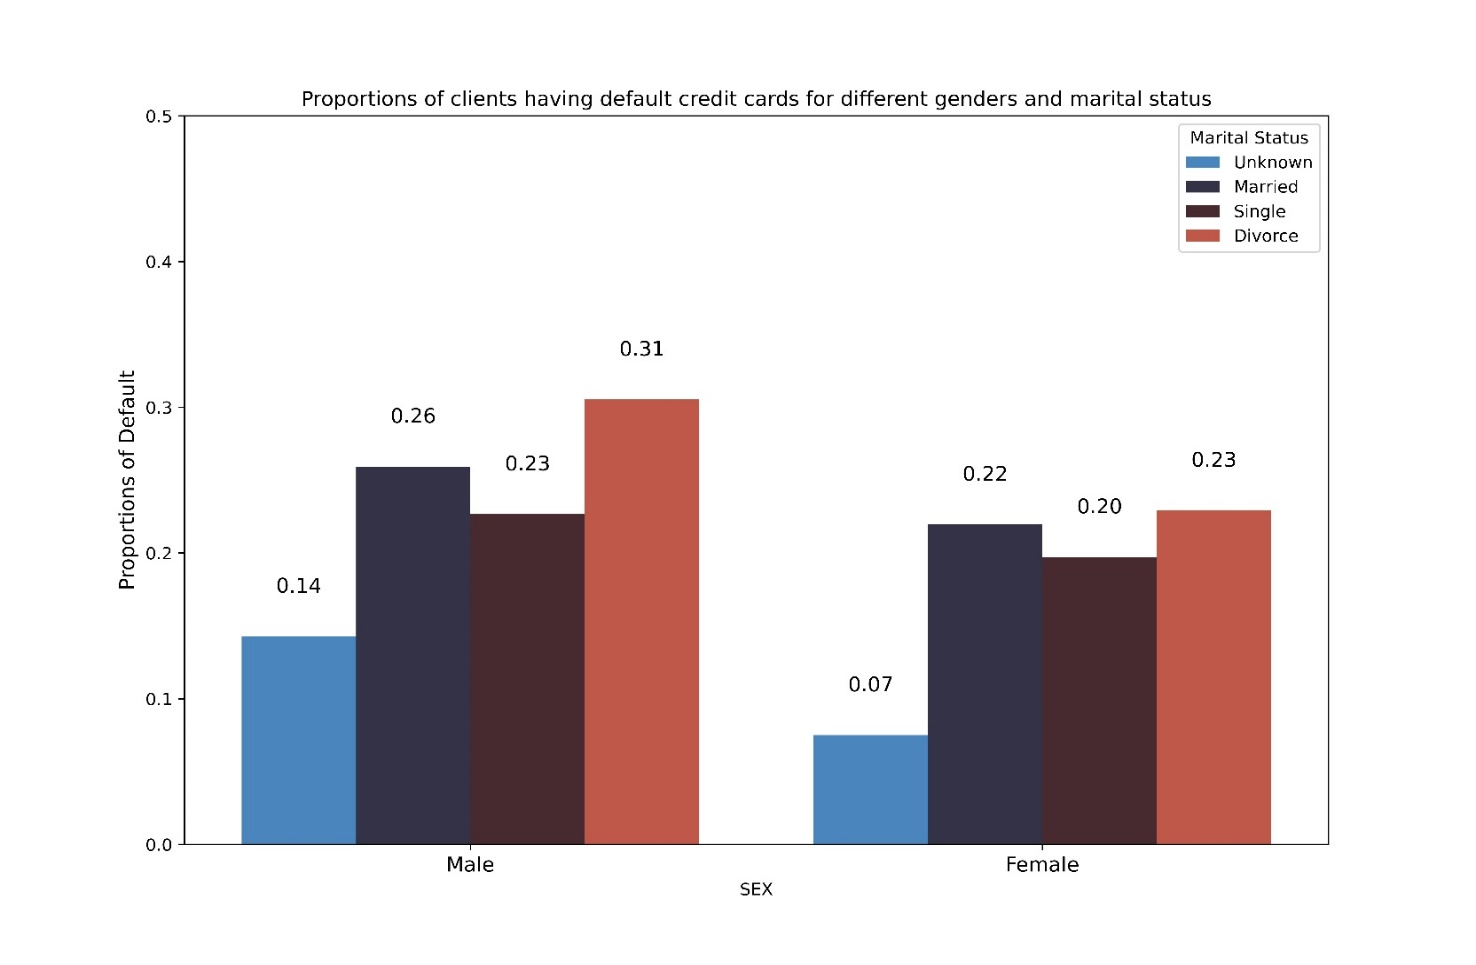 Proportions of clients having default credit cards for different genders and marital status
Marital Status
Unknown
Married
Single
Divorce
Proportions of Default
0.5
0.4
0.3
0.2
0.1
0.0
0.14
0.26
0.23
0.31
0.07
0.22
0.20
0.23
Male
Female
SEX